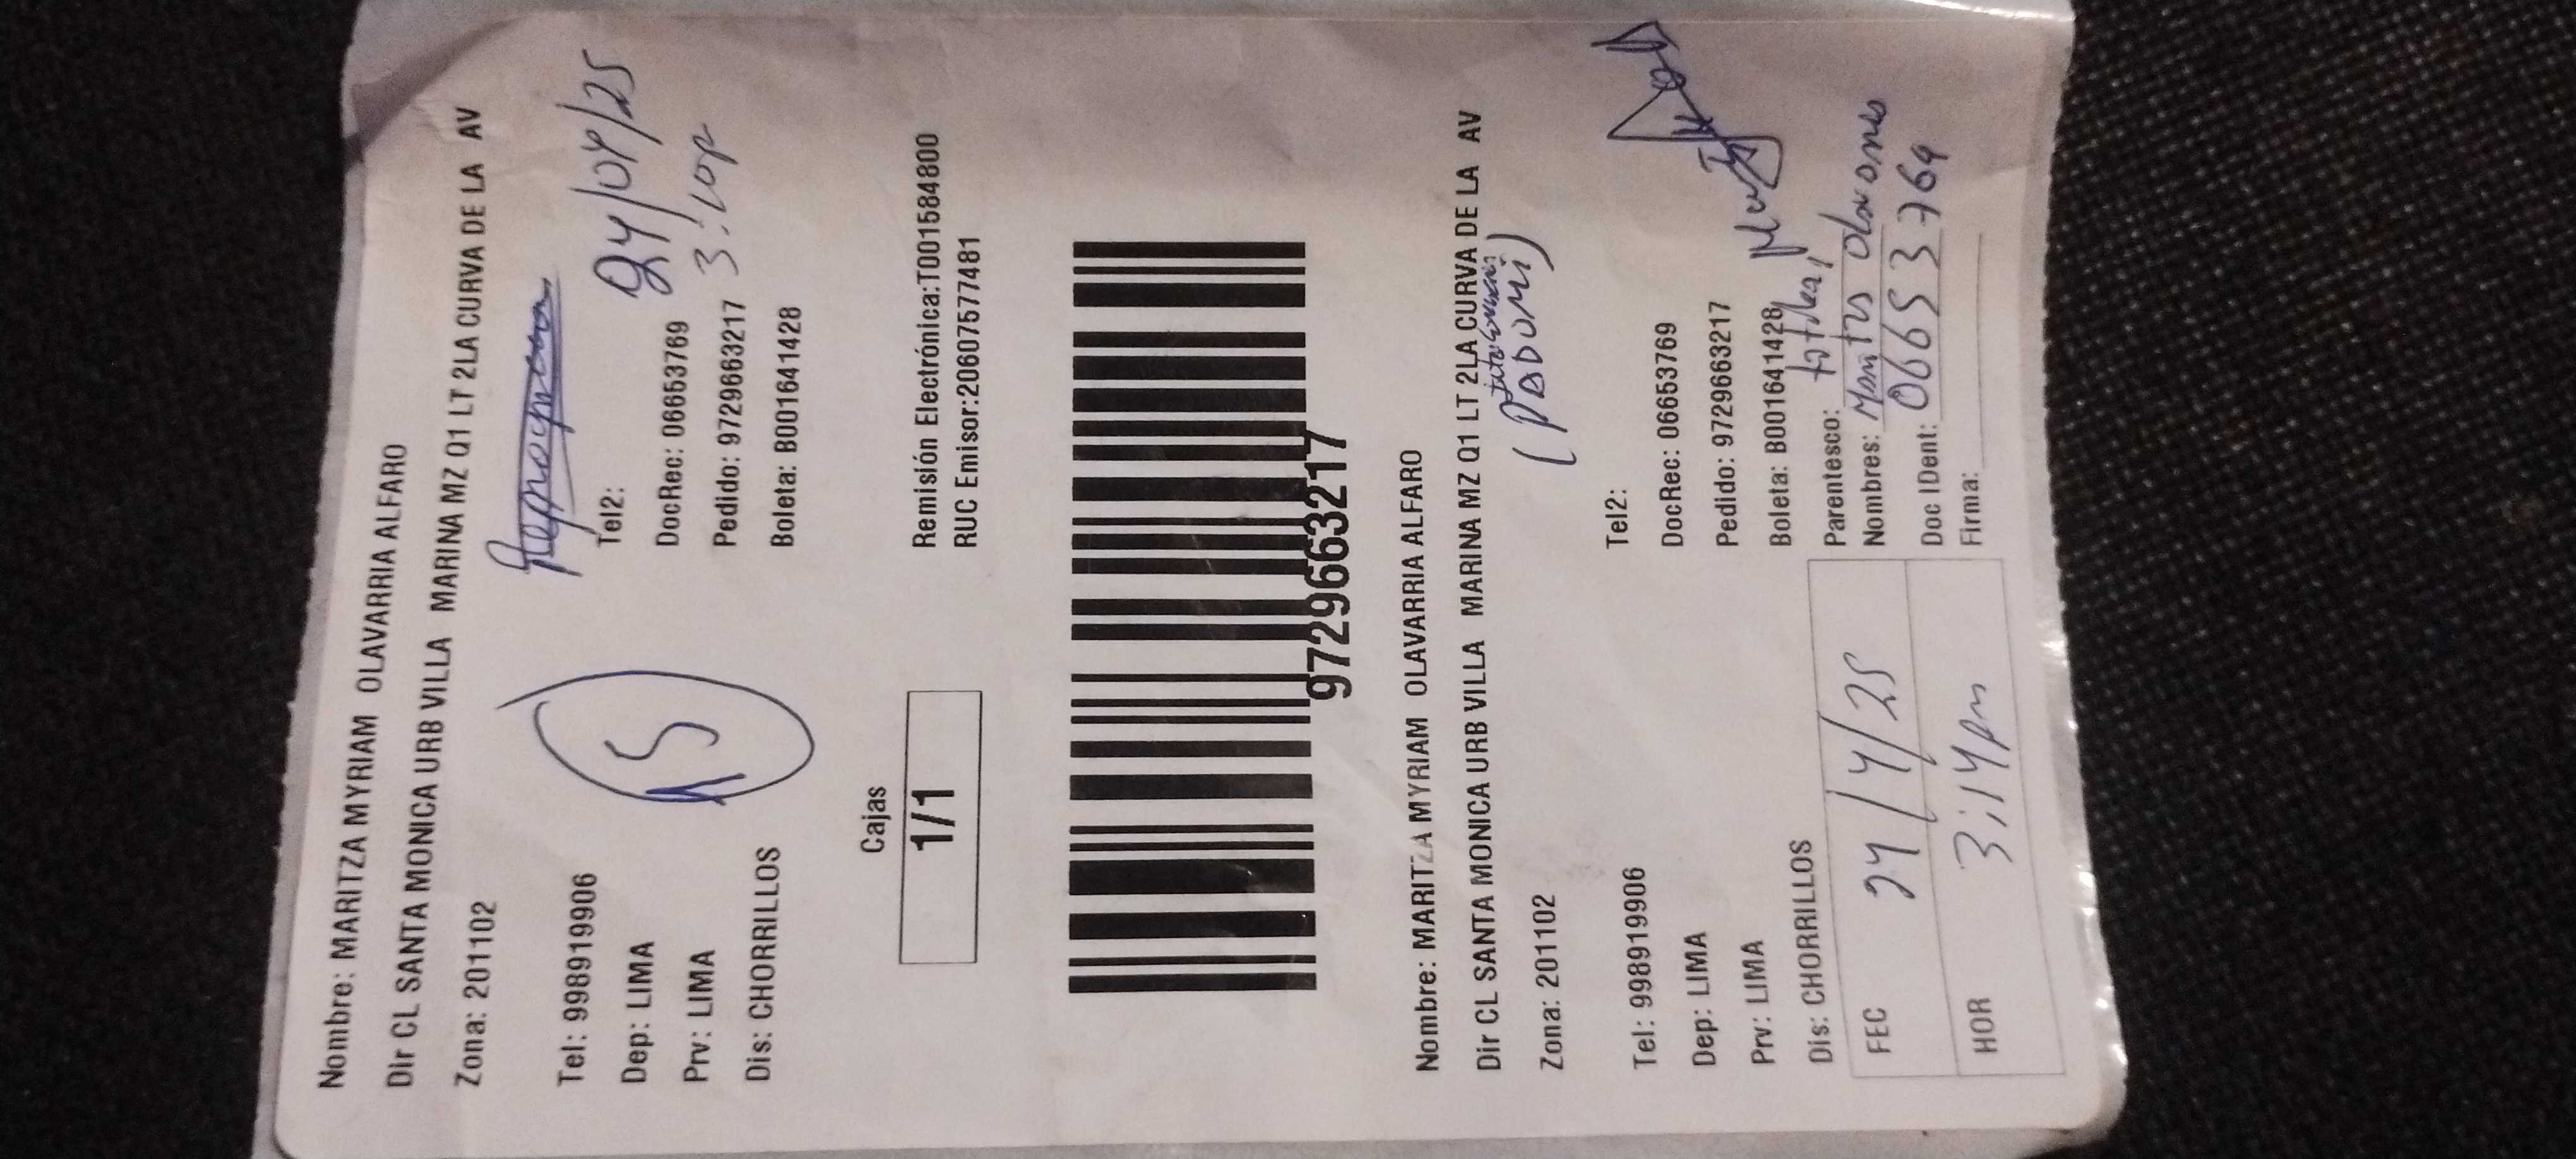 Nombre: MARITZA MYRIAM OLAVARRIA ALFARO
Dir CL SANTA MONICA URB VILLA MARINA MZ Q1 LT 2LA CURVA DE LA AV
Zona: 201102
Tel: 998919906
Tel2:
24/04/25
Dep: LIMA
DocRec: 06653769
Prv: LIMA
Pedido: 9729663217
3:10p
Dis: CHORRILLOS
Boleta: B001641428
Cajas
1/1
Remisión Electrónica:T001584800
RUC Emisor:20607577481
9729663217
Nombre: MARITZA MYRIAM OLAVARRIA ALFARO
Dir CL SANTA MONICA URB VILLA MARINA MZ Q1 LT 2LA CURVA DE LA AV
Zona: 201102
(PADOMI)
Tel: 998919906
Tel2:
Dep: LIMA
DocRec: 06653769
Prv: LIMA
Pedido: 9729663217
Dis: CHORRILLOS
Boleta: B001641428
Parentesco: titular
Nombres:
Doc IDent: 06653769
Firma:
FEC 24/4/25
HOR 3:14pm